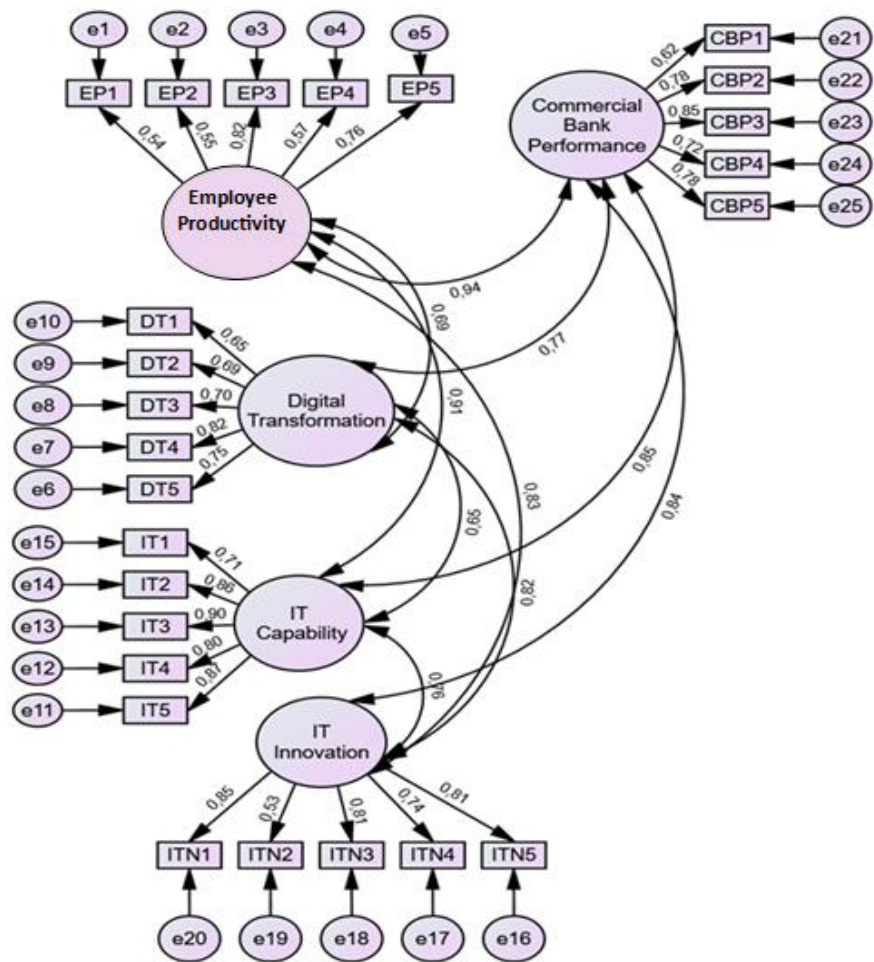 e1
e2
e3
e4
e5
EP1
EP2
EP3
EP4
EP5
0,54
0,55
0,82
0,57
0,76
Employee
Productivity
CBP1
CBP2
CBP3
CBP4
CBP5
e21
e22
e23
e24
e25
0,62
0,78
0,85
0,72
0,78
Commercial
Bank
Performance
0,94
0,69
0,77
0,91
e10
e9
e8
e7
e6
DT1
DT2
DT3
DT4
DT5
0,65
0,69
0,70
0,82
0,75
Digital
Transformation
0,85
0,83
0,84
0,65
0,82
e15
e14
e13
e12
e11
IT1
IT2
IT3
IT4
IT5
0,71
0,86
0,90
0,80
0,87
IT
Capability
IT
Innovation
0,85
0,53
0,81
0,74
0,81
ITN1
ITN2
ITN3
ITN4
ITN5
e20
e19
e18
e17
e16